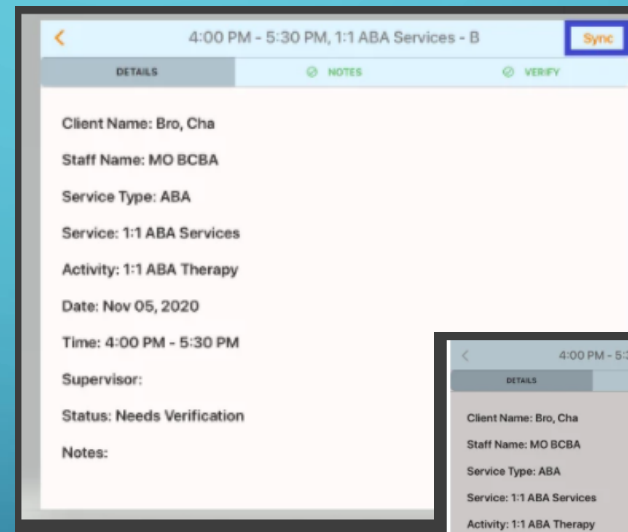 4:00 PM - 5:30 PM, 1:1 ABA Services - B
Sync
DETAILS
NOTES
VERIFY
Client Name: Bro, Cha
Staff Name: MO BCBA
Service Type: ABA
Service: 1:1 ABA Services
Activity: 1:1 ABA Therapy
Date: Nov 05, 2020
Time: 4:00 PM - 5:30 PM
Supervisor:
Status: Needs Verification
Notes:
4:00 PM - 5:3
DETAILS
Client Name: Bro, Cha
Staff Name: MO BCBA
Service Type: ABA
Service: 1:1 ABA Services
Activity: 1:1 ABA Therapy